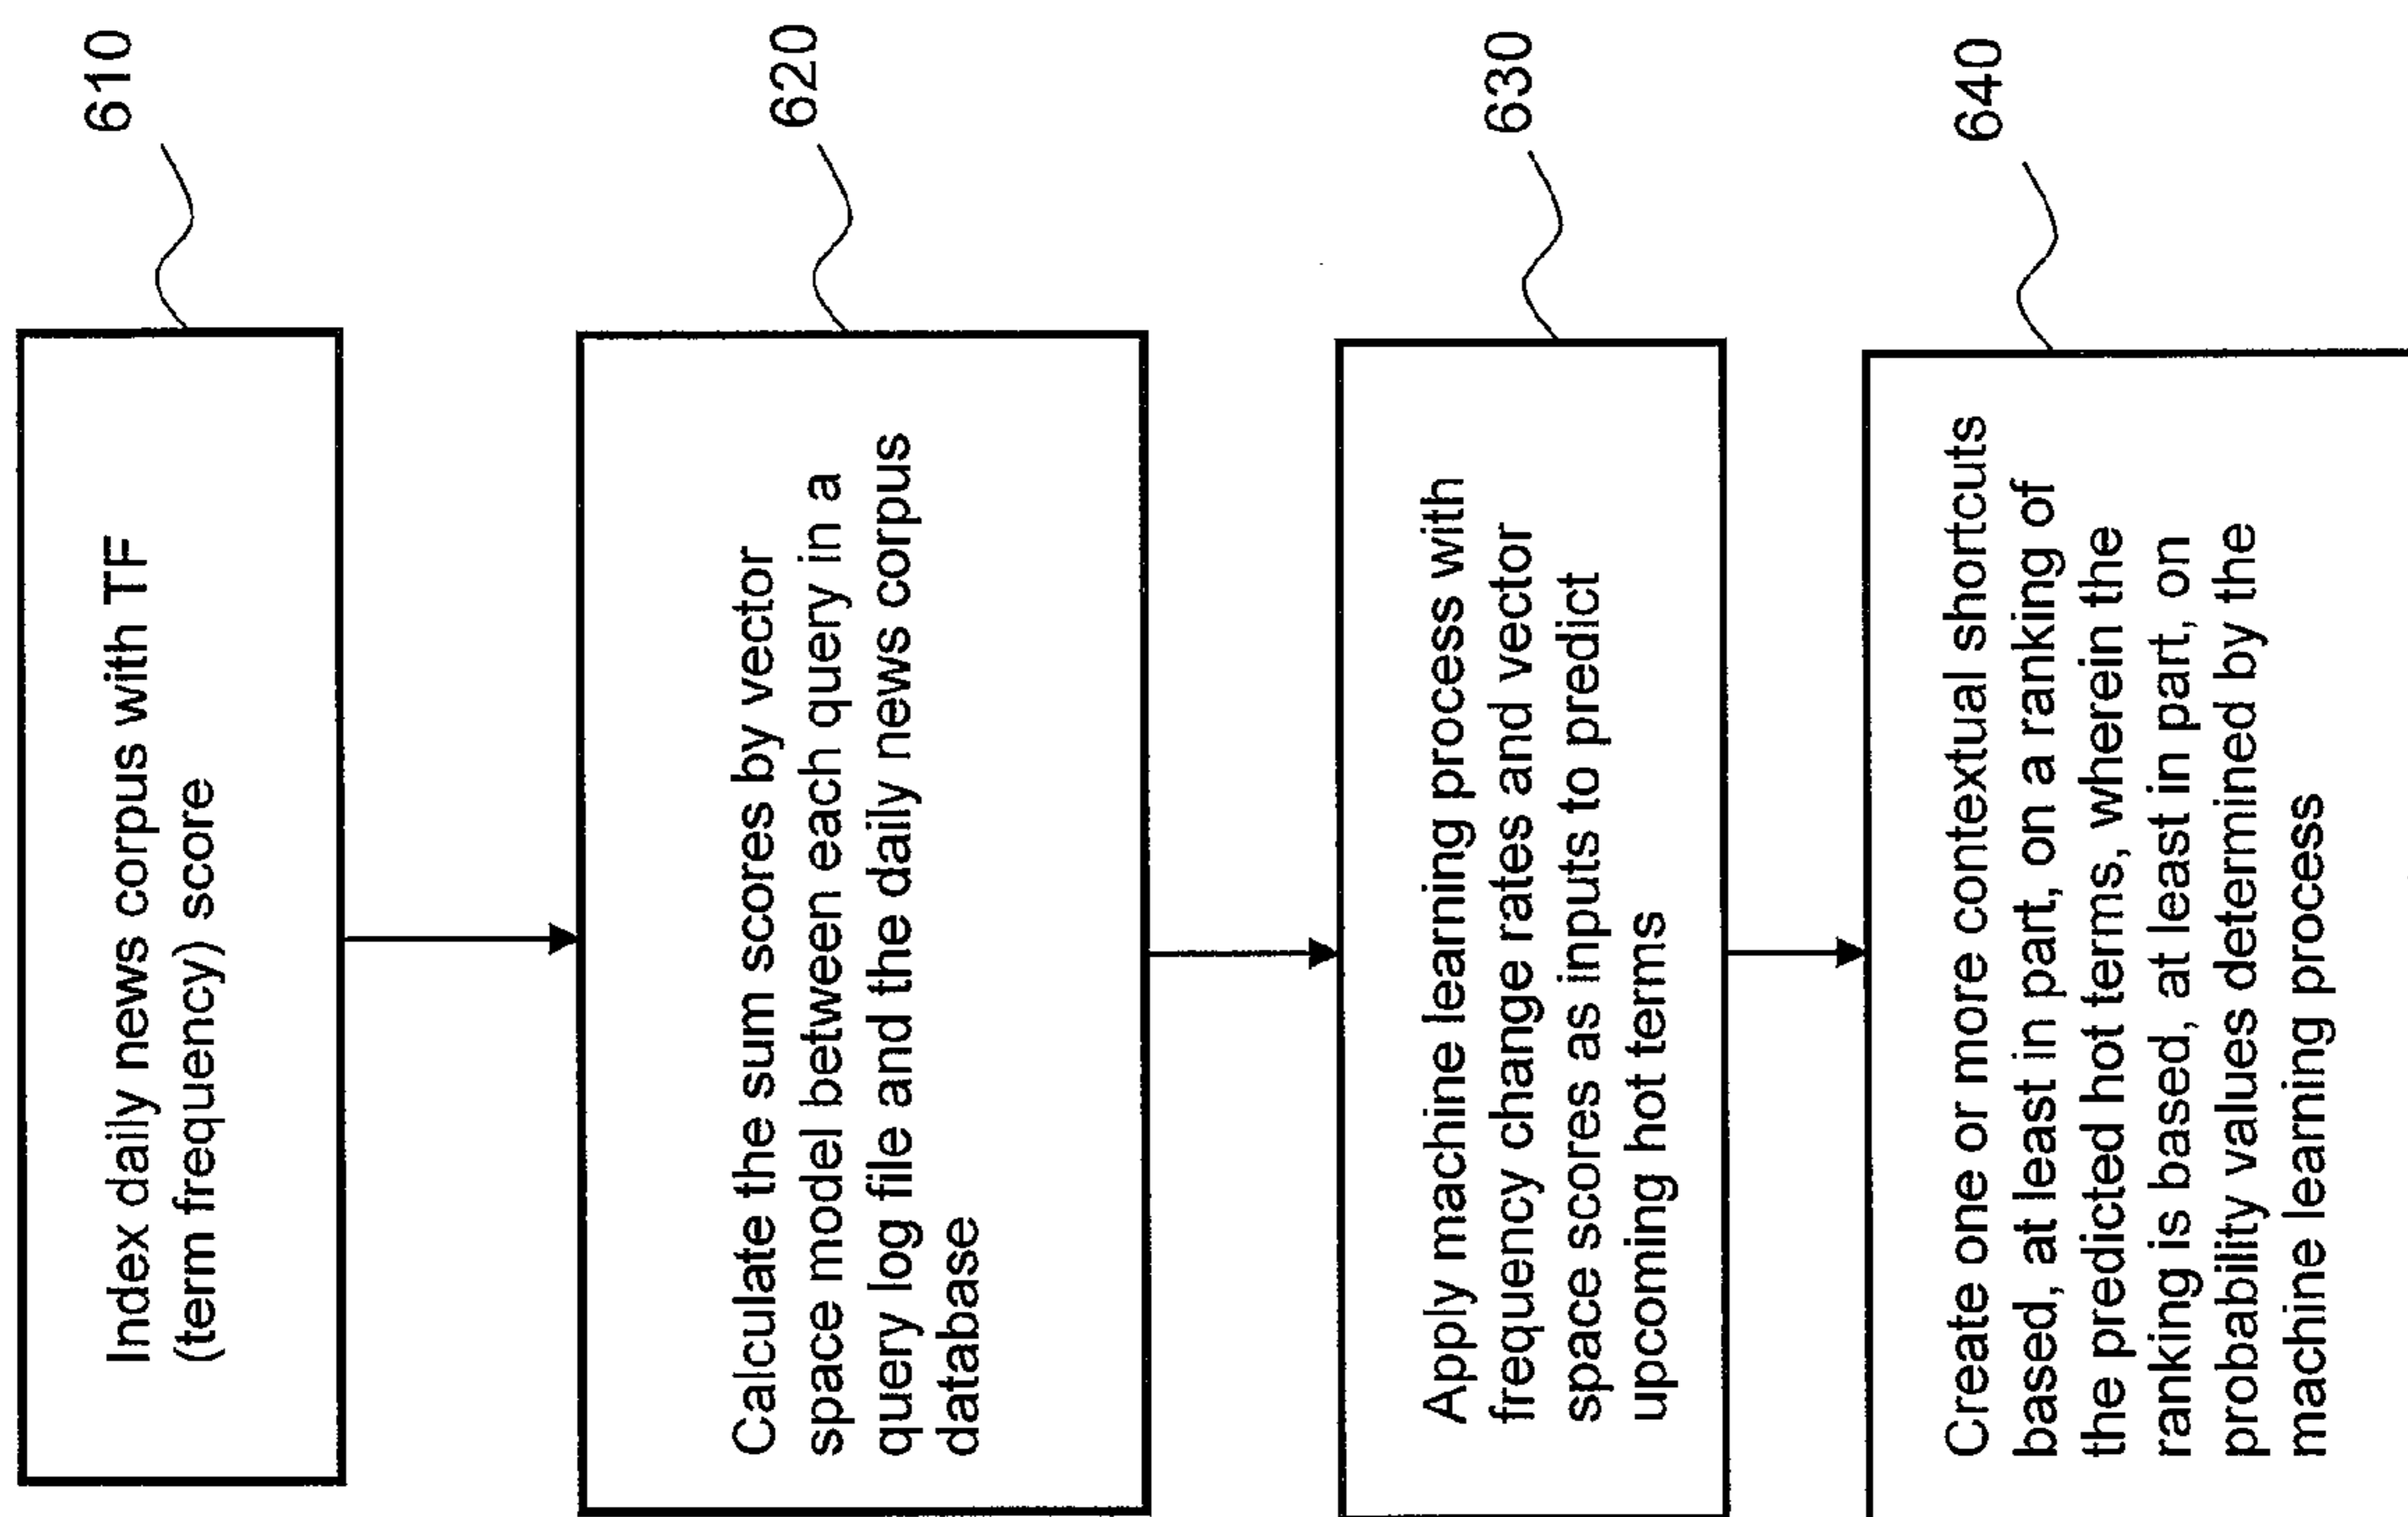 610
Index daily news corpus with TF
(term frequency) score
620
Calculate the sum scores by vector
space model between each query in a
query log file and the daily news corpus
database
630
Apply machine learning process with
frequency change rates and vector
space scores as inputs to predict
upcoming hot terms
640
Create one or more contextual shortcuts
based, at least in part, on a ranking of
the predicted hot terms, wherein the
ranking is based, at least in part, on
probability values determined by the
machine learning process